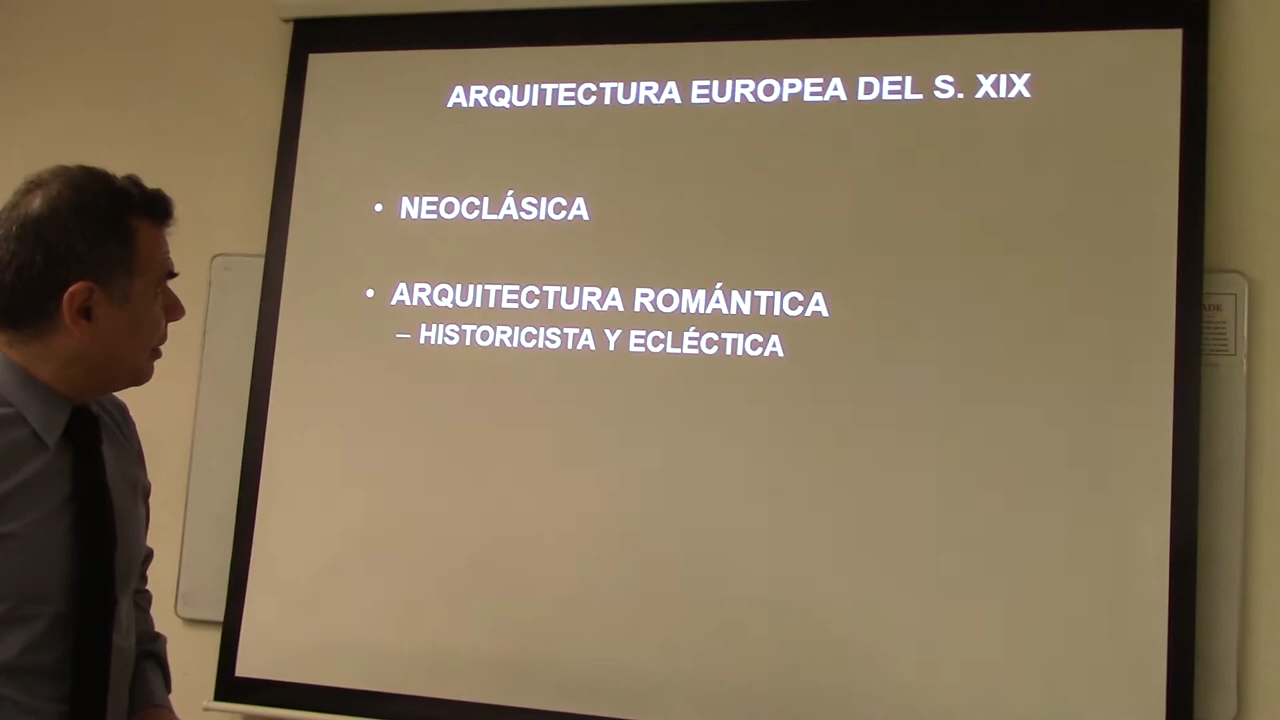 ARQUITECTURA EUROPEA DEL S. XIX
• NEOCLÁSICA
• ARQUITECTURA ROMÁNTICA
– HISTORICISTA Y ECLÉCTICA